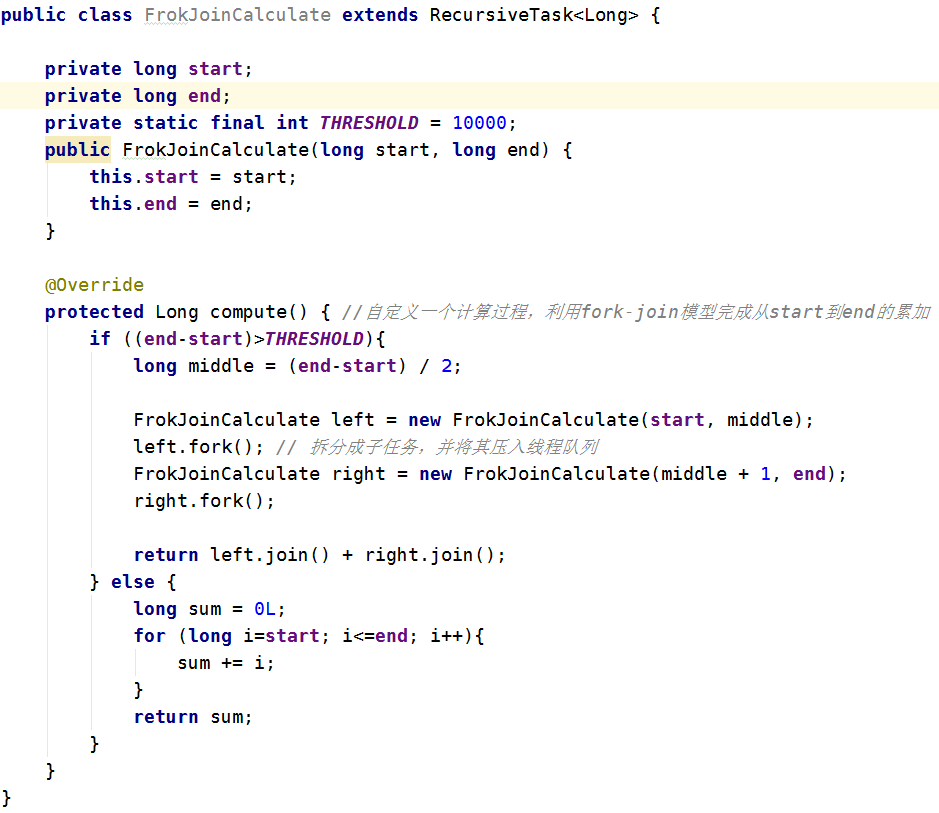 public class FrokJoinCalculate extends RecursiveTask<Long> {
private long start;
private long end;
private static final int THRESHOLD = 10000;
public FrokJoinCalculate(long start, long end) {
this.start = start;
this.end = end;
}
@Override
protected Long compute() { //自定义一个计算过程，利用fork-join模型完成从start到end的累加
if ((end-start)>THRESHOLD){
long middle = (end-start) / 2;
FrokJoinCalculate left = new FrokJoinCalculate(start, middle);
left.fork(); // 拆分成子任务，并将其压入线程队列
FrokJoinCalculate right = new FrokJoinCalculate(middle + 1, end);
right.fork();
return left.join() + right.join();
} else {
long sum = 0L;
for (long i=start; i<=end; i++){
sum += i;
}
return sum;
}
}
}